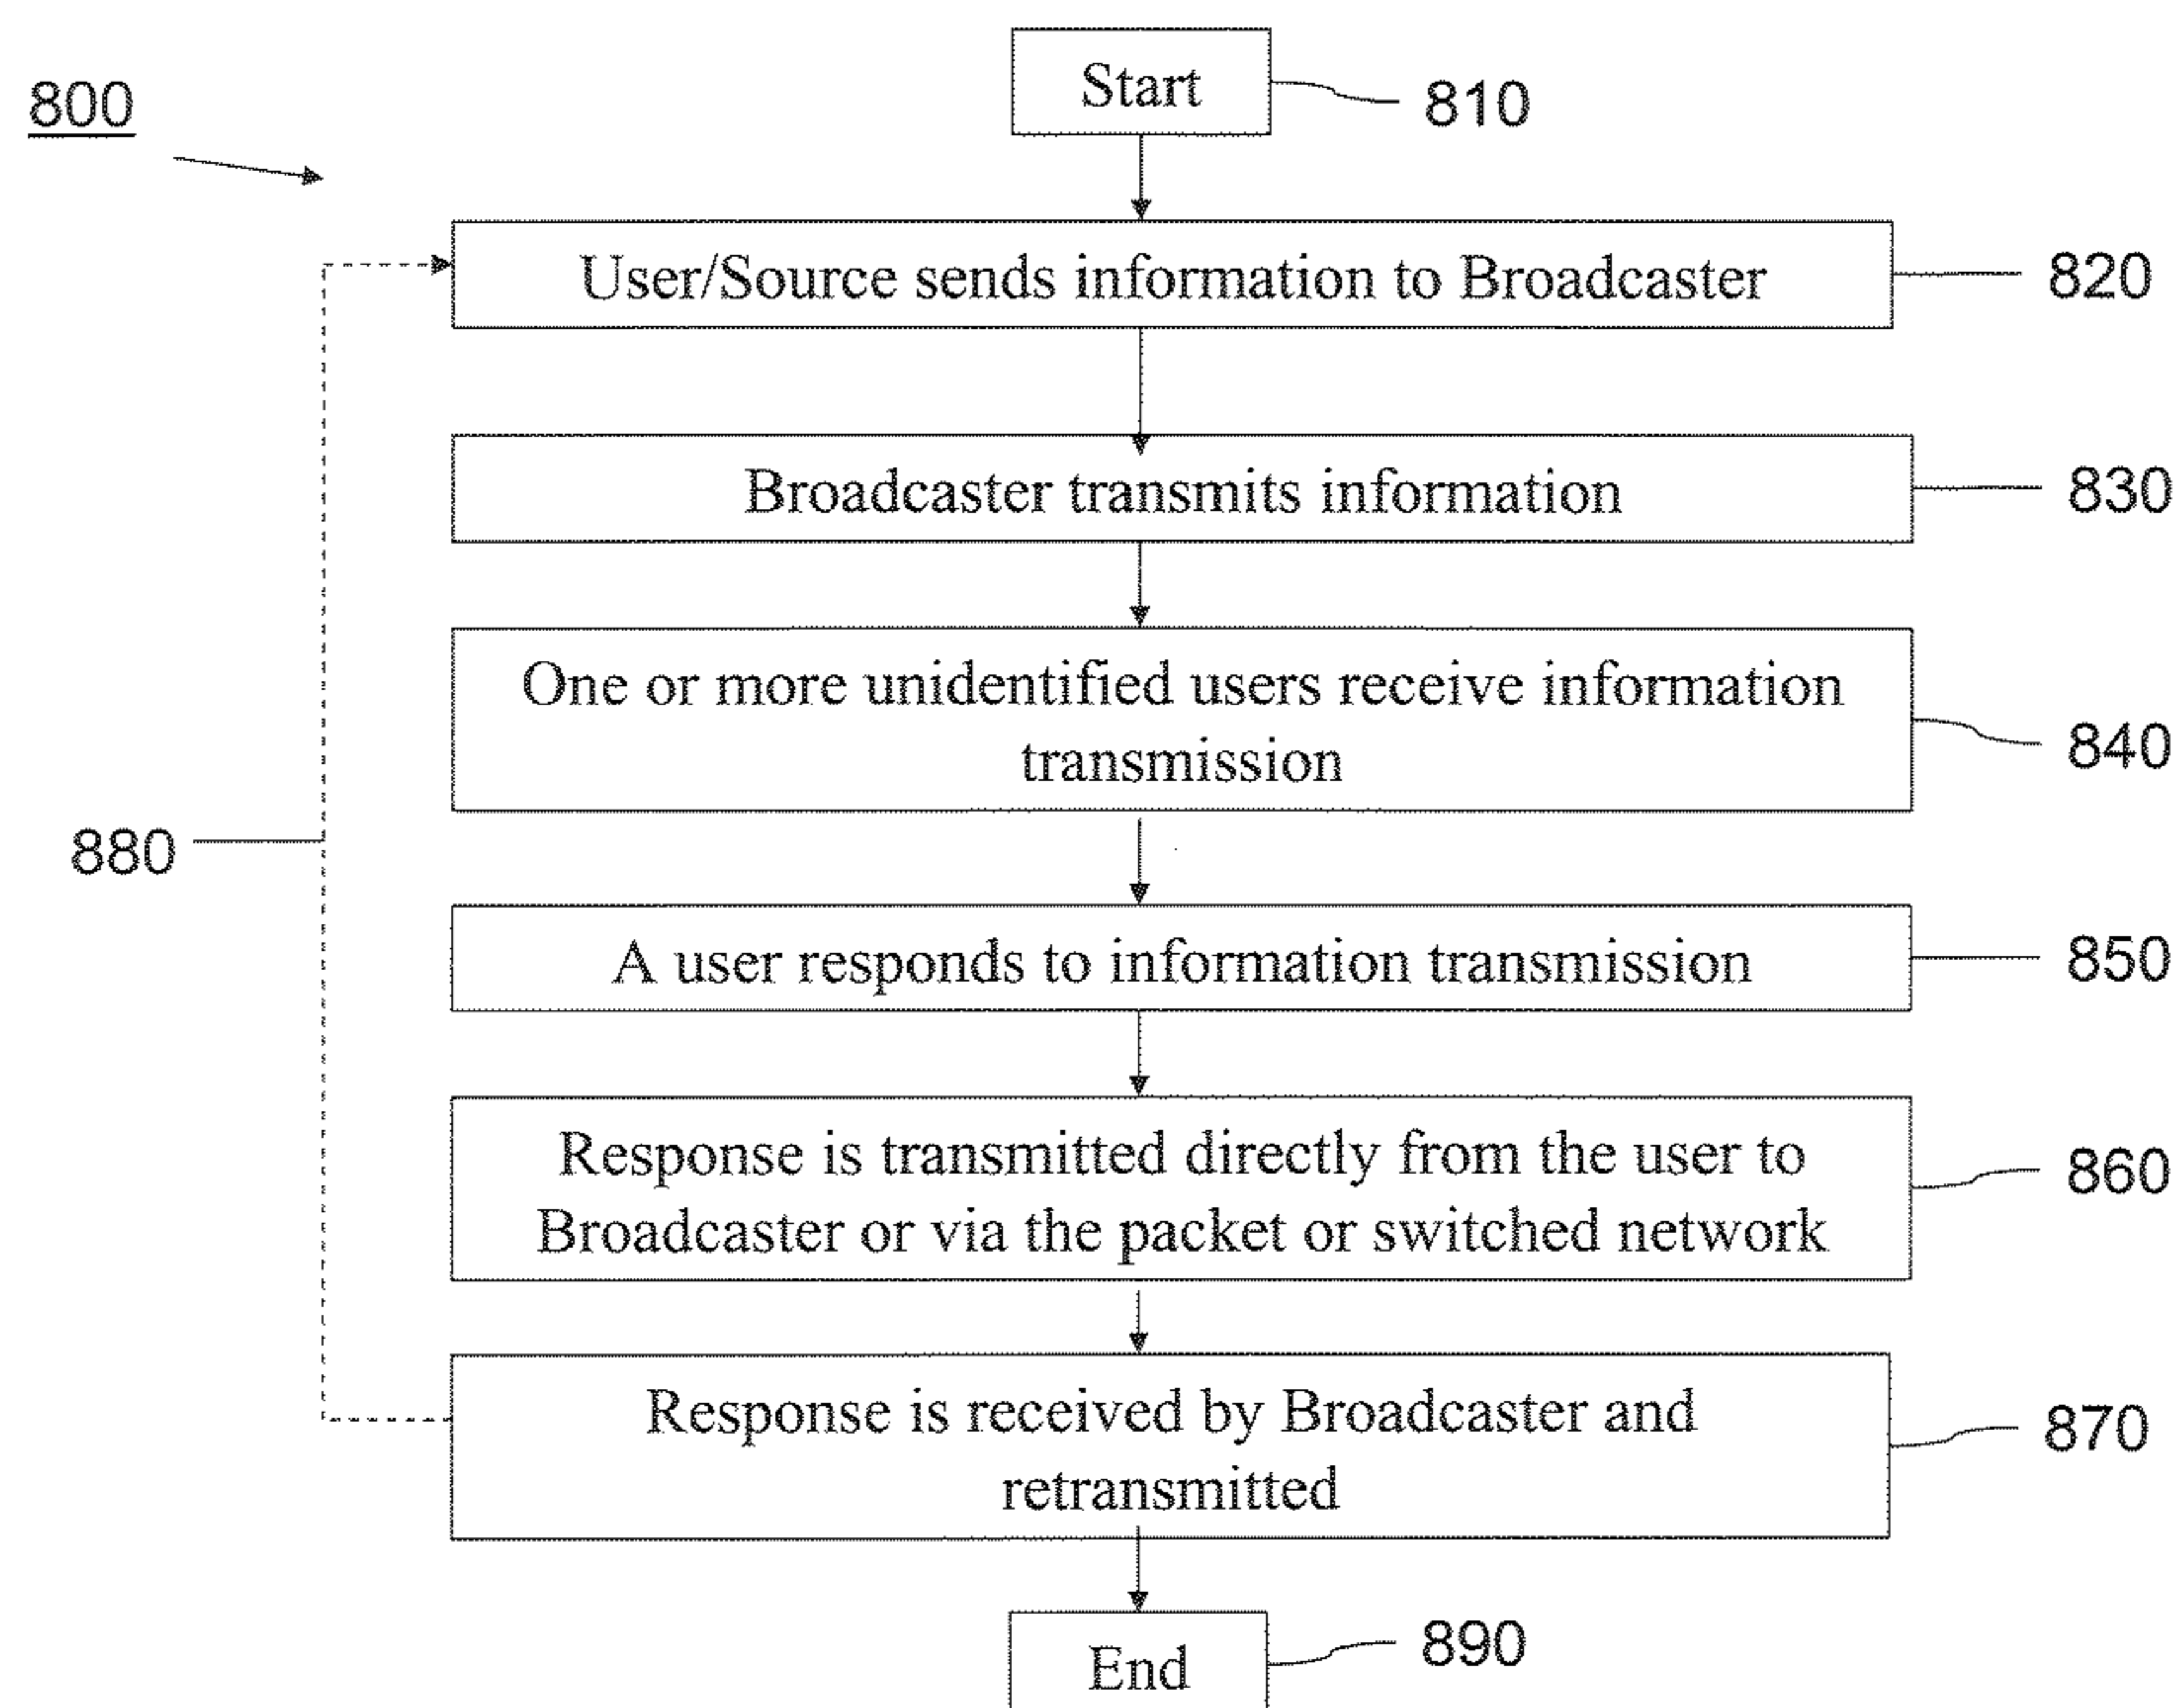 Start
810
800
User/Source sends information to Broadcaster
820
Broadcaster transmits information
830
One or more unidentified users receive information
transmission
840
880
A user responds to information transmission
850
Response is transmitted directly from the user to
Broadcaster or via the packet or switched network
860
Response is received by Broadcaster and
retransmitted
870
End
890